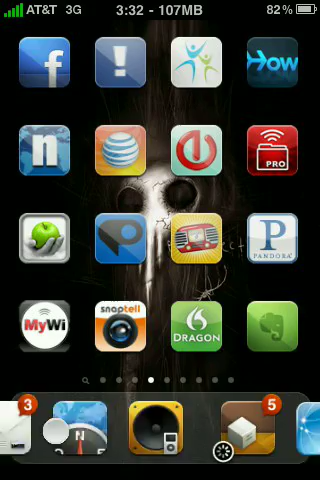 AT&T 3G 3:32 - 107MB 82%
f ! How
n PRO
P P PANDORA
MyWi snaptell DRAGON
3 5